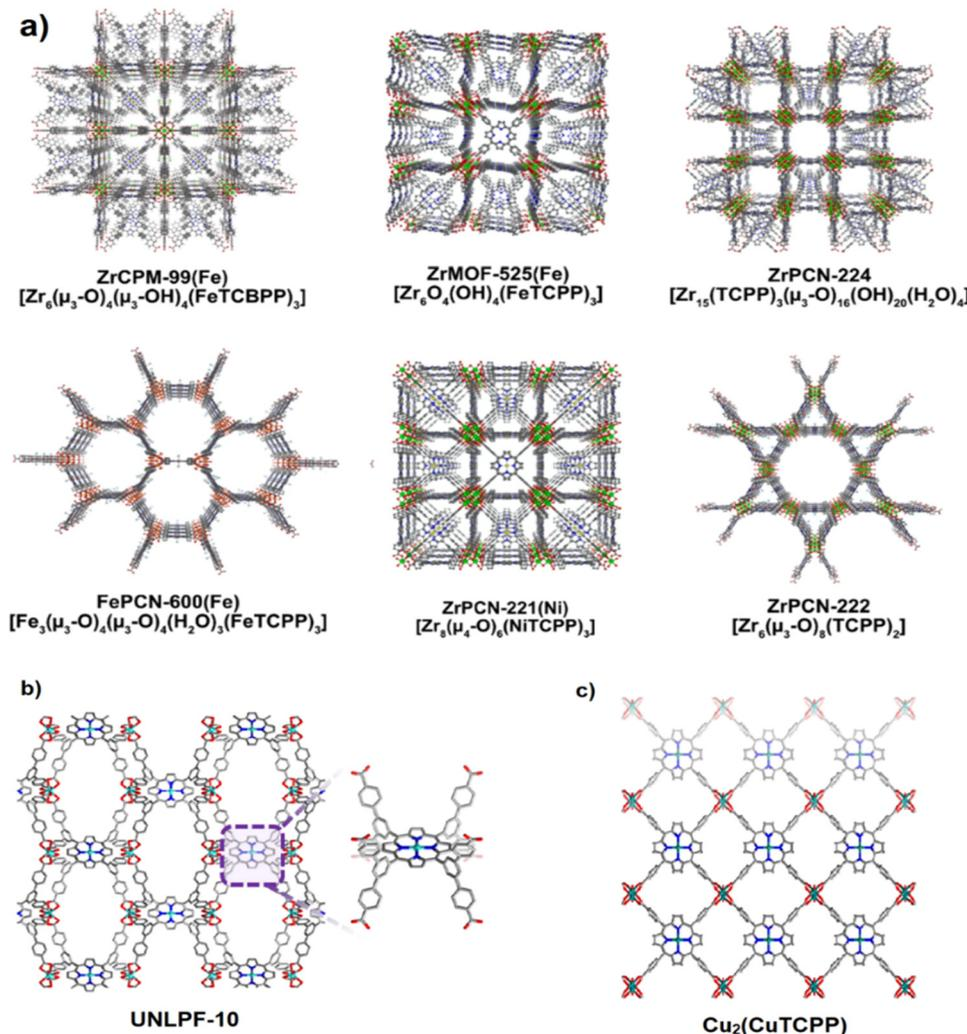 a)
ZrCPM-99(Fe)
[Zr₆(µ₃-O)₄(µ₃-OH)₄(FeTCBPP)₃]
ZrMOF-525(Fe)
[Zr₆O₄(OH)₄(FeTCPP)₃]
ZrPCN-224
[Zr₁₅(TCPP)₃(µ₃-O)₁₆(OH)₂₀(H₂O)₄]
FePCN-600(Fe)
[Fe₃(µ₃-O)₄(µ₃-O)₄(H₂O)₃(FeTCPP)₃]
ZrPCN-221(Ni)
[Zr₈(µ₄-O)₆(NiTCPP)₃]
ZrPCN-222
[Zr₆(µ₃-O)₈(TCPP)₂]
b)
UNLPF-10
c)
Cu₂(CuTCPP)